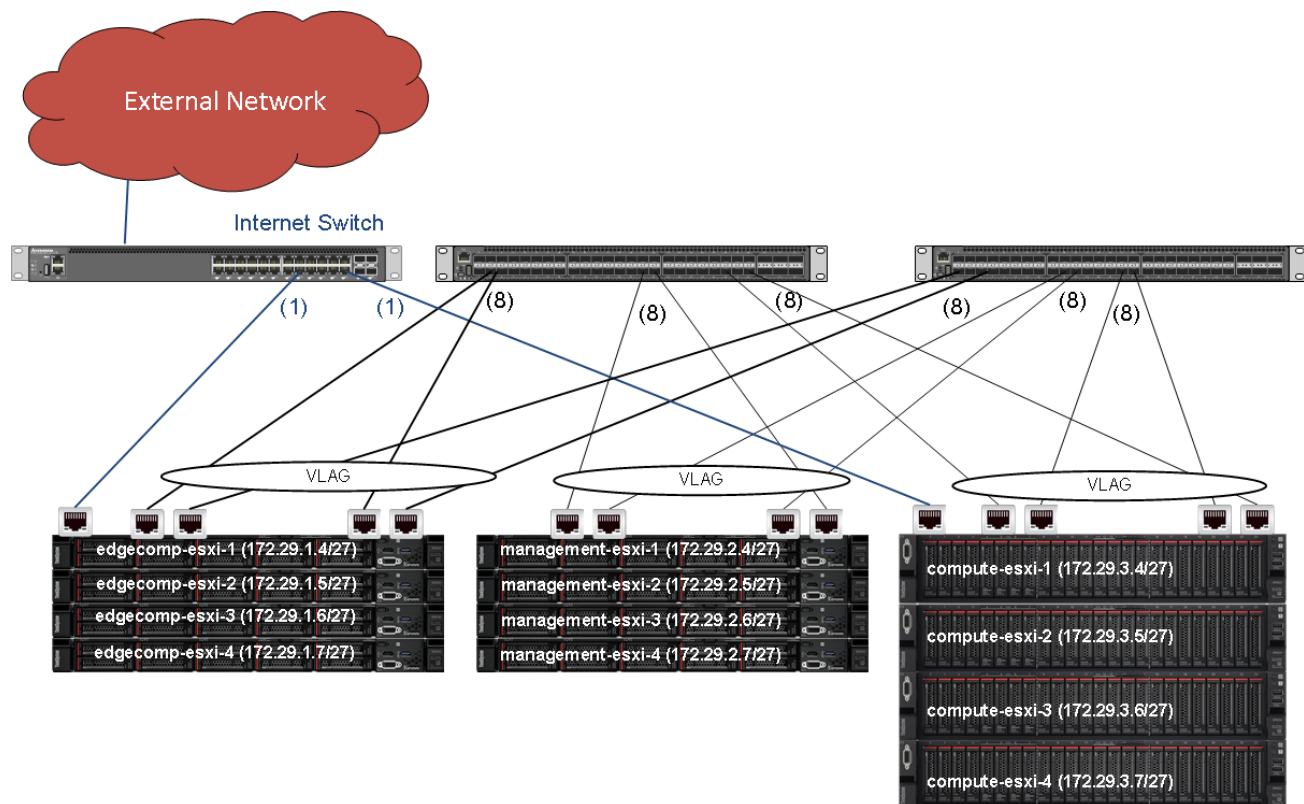 External Network
Internet Switch
(1)
(1)
(8)
(8)
(8)
(8)
(8)
(8)
VLAG
VLAG
VLAG
edgecomp-esxi-1 (172.29.1.4/27)
edgecomp-esxi-2 (172.29.1.5/27)
edgecomp-esxi-3 (172.29.1.6/27)
edgecomp-esxi-4 (172.29.1.7/27)
management-esxi-1 (172.29.2.4/27)
management-esxi-2 (172.29.2.5/27)
management-esxi-3 (172.29.2.6/27)
management-esxi-4 (172.29.2.7/27)
compute-esxi-1 (172.29.3.4/27)
compute-esxi-2 (172.29.3.5/27)
compute-esxi-3 (172.29.3.6/27)
compute-esxi-4 (172.29.3.7/27)